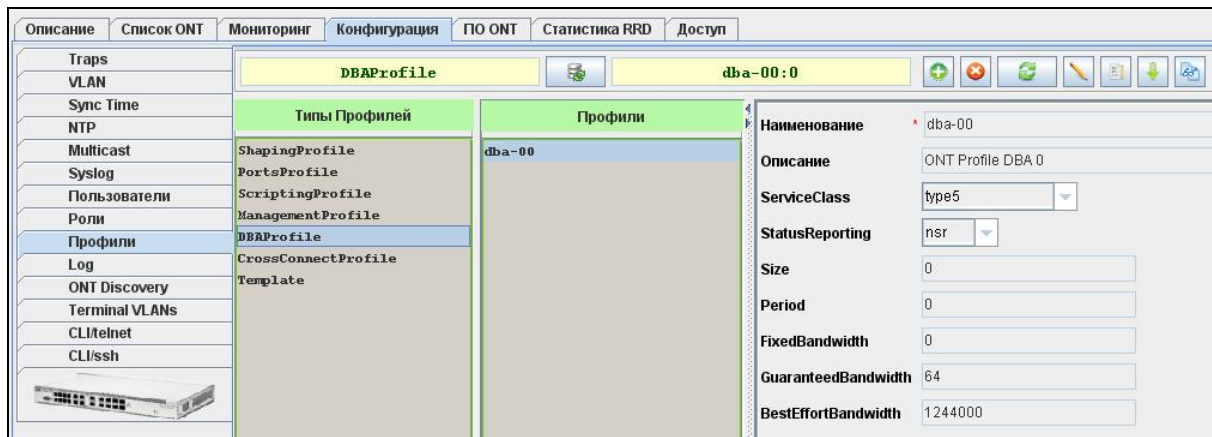 Описание Список ONT Мониторинг Конфигурация ПО ONT Статистика RRD Доступ
Traps
VLAN
Sync Time
NTP
Multicast
Syslog
Пользователи
Роли
Профили
Log
ONT Discovery
Terminal VLANs
CLI/telnet
CLI/ssh
DBAProfile dba-00:0
Типы Профилей
ShapingProfile
PortsProfile
ScriptingProfile
ManagementProfile
DBAProfile
CrossConnectProfile
Template
Профили
dba-00
Наименование * dba-00
Описание ONT Profile DBA 0
ServiceClass type5
StatusReporting nsr
Size 0
Period 0
FixedBandwidth 0
GuaranteedBandwidth 64
BestEffortBandwidth 1244000